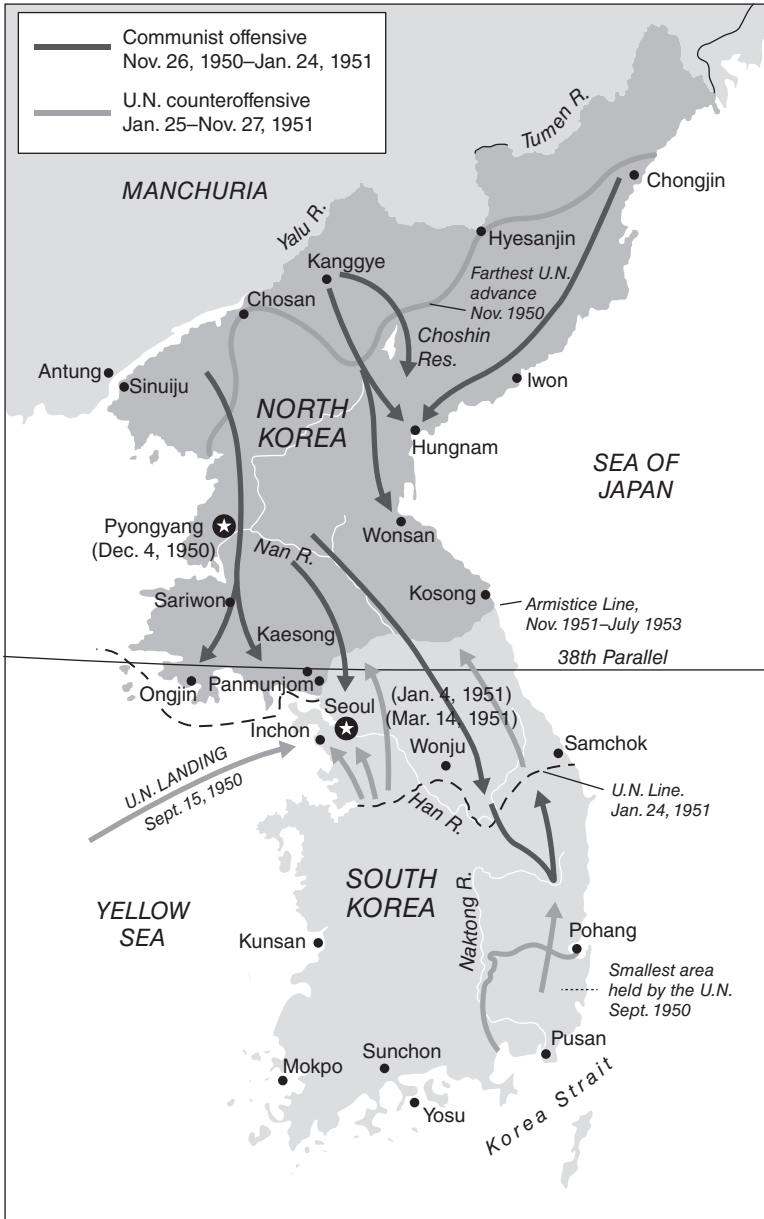 Communist offensive
Nov. 26, 1950–Jan. 24, 1951
U.N. counteroffensive
Jan. 25–Nov. 27, 1951
Tumen R.
MANCHURIA
Chongjin
Yalu R.
Hyesanjin
Kanggye
Farthest U.N.
advance
Nov. 1950
Chosan
Choshin
Res.
Antung
Sinuiju
Iwon
NORTH
KOREA
Hungnam
SEA OF
JAPAN
Pyongyang
(Dec. 4, 1950)
Wonsan
Nan R.
Sariwon
Kosong
Armistice Line,
Nov. 1951–July 1953
Kaesong
38th Parallel
Ongjin
Panmunjom
(Jan. 4, 1951)
(Mar. 14, 1951)
Seoul
Inchon
Wonju
Samchok
U.N. LANDING
Sept. 15, 1950
U.N. Line.
Jan. 24, 1951
Han R.
SOUTH
KOREA
YELLOW
SEA
Naktong R.
Kunsan
Pohang
Smallest area
held by the U.N.
Sept. 1950
Pusan
Sunchon
Mokpo
Yosu
Korea Strait